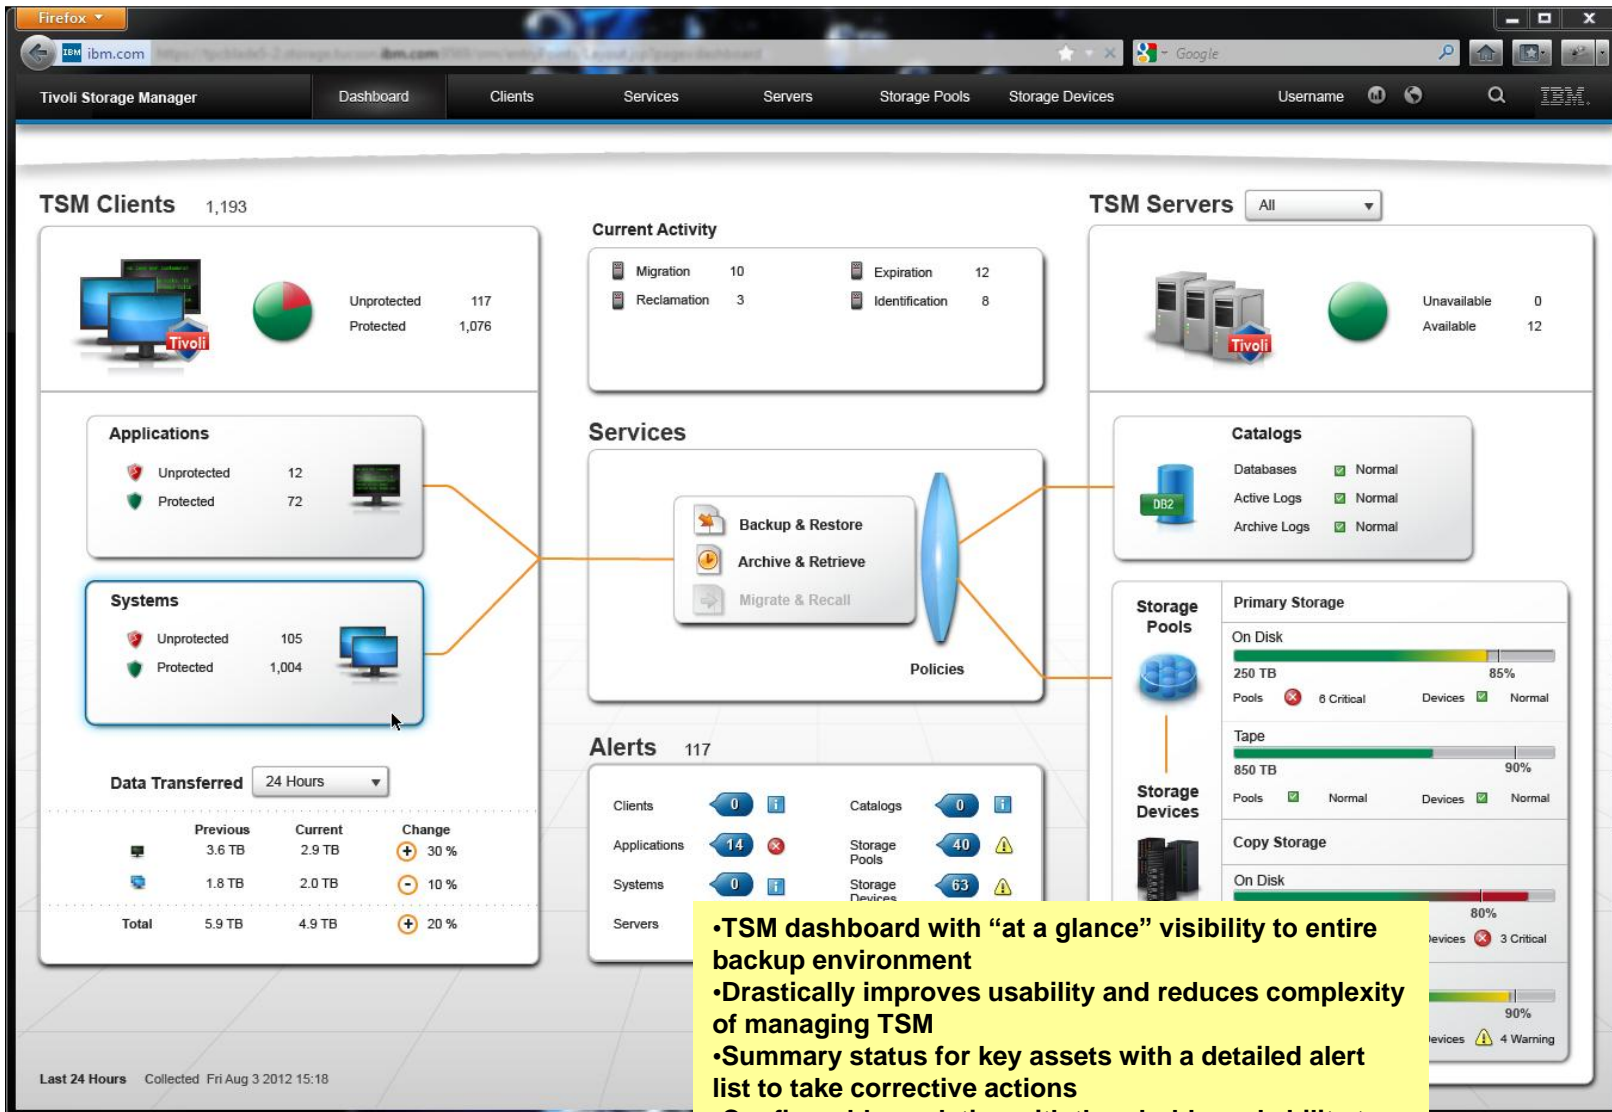 Firefox
IBM ibm.com
Google
Tivoli Storage Manager
Dashboard
Clients
Services
Servers
Storage Pools
Storage Devices
Username
IBM.
TSM Clients 1,193
Unprotected 117
Protected 1,076
Tivoli
Applications
Unprotected 12
Protected 72
Systems
Unprotected 105
Protected 1,004
Data Transferred 24 Hours
Previous Current Change
3.6 TB 2.9 TB + 30 %
1.8 TB 2.0 TB - 10 %
Total 5.9 TB 4.9 TB + 20 %
Last 24 Hours Collected Fri Aug 3 2012 15:18
Current Activity
Migration 10 Expiration 12
Reclamation 3 Identification 8
Services
Backup & Restore
Archive & Retrieve
Migrate & Recall
Policies
Alerts 117
Clients 0 Catalogs 0
Applications 14 Storage Pools 40
Systems 0 Storage Devices 63
Servers
TSM Servers All
Tivoli
Unavailable 0
Available 12
Catalogs
DB2
Databases Normal
Active Logs Normal
Archive Logs Normal
Storage Pools
Storage Devices
Primary Storage
On Disk
250 TB 85%
Pools 6 Critical Devices Normal
Tape
850 TB 90%
Pools Normal Devices Normal
Copy Storage
On Disk
80%
Devices 3 Critical
90%
Devices 4 Warning
•TSM dashboard with “at a glance” visibility to entire
backup environment
•Drastically improves usability and reduces complexity
of managing TSM
•Summary status for key assets with a detailed alert
list to take corrective actions